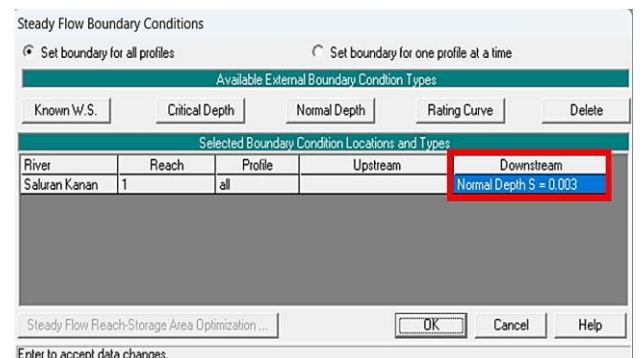 Steady Flow Boundary Conditions
Set boundary for all profiles Set boundary for one profile at a time
Available External Boundary Condtion Types
Known W.S. Critical Depth Normal Depth Rating Curve Delete
Selected Boundary Condition Locations and Types
River Reach Profile Upstream Downstream
Saluran Kanan 1 all Normal Depth S = 0.003
Steady Flow Reach-Storage Area Optimization ... OK Cancel Help
Enter to accept data changes.